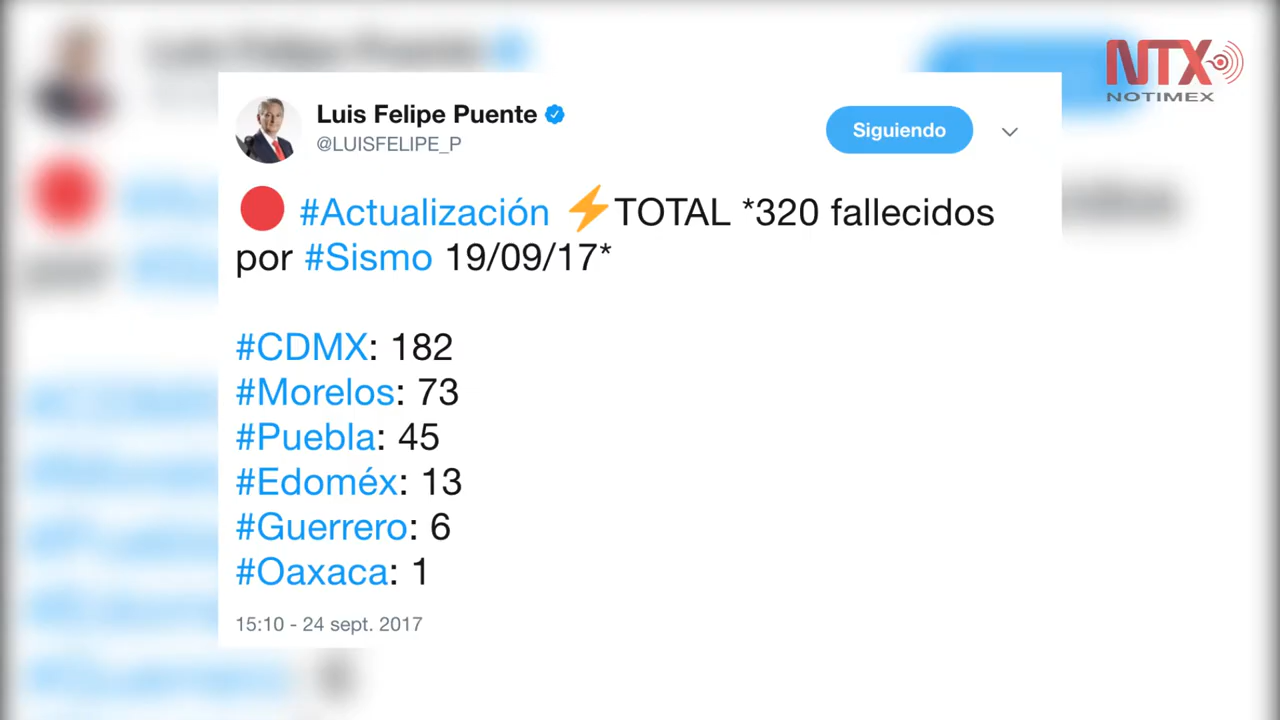 NTX
NOTIMEX
Luis Felipe Puente
@LUISFELIPE_P
Siguiendo
#Actualización ⚡TOTAL *320 fallecidos
por #Sismo 19/09/17*
#CDMX: 182
#Morelos: 73
#Puebla: 45
#Edoméx: 13
#Guerrero: 6
#Oaxaca: 1
15:10 - 24 sept. 2017